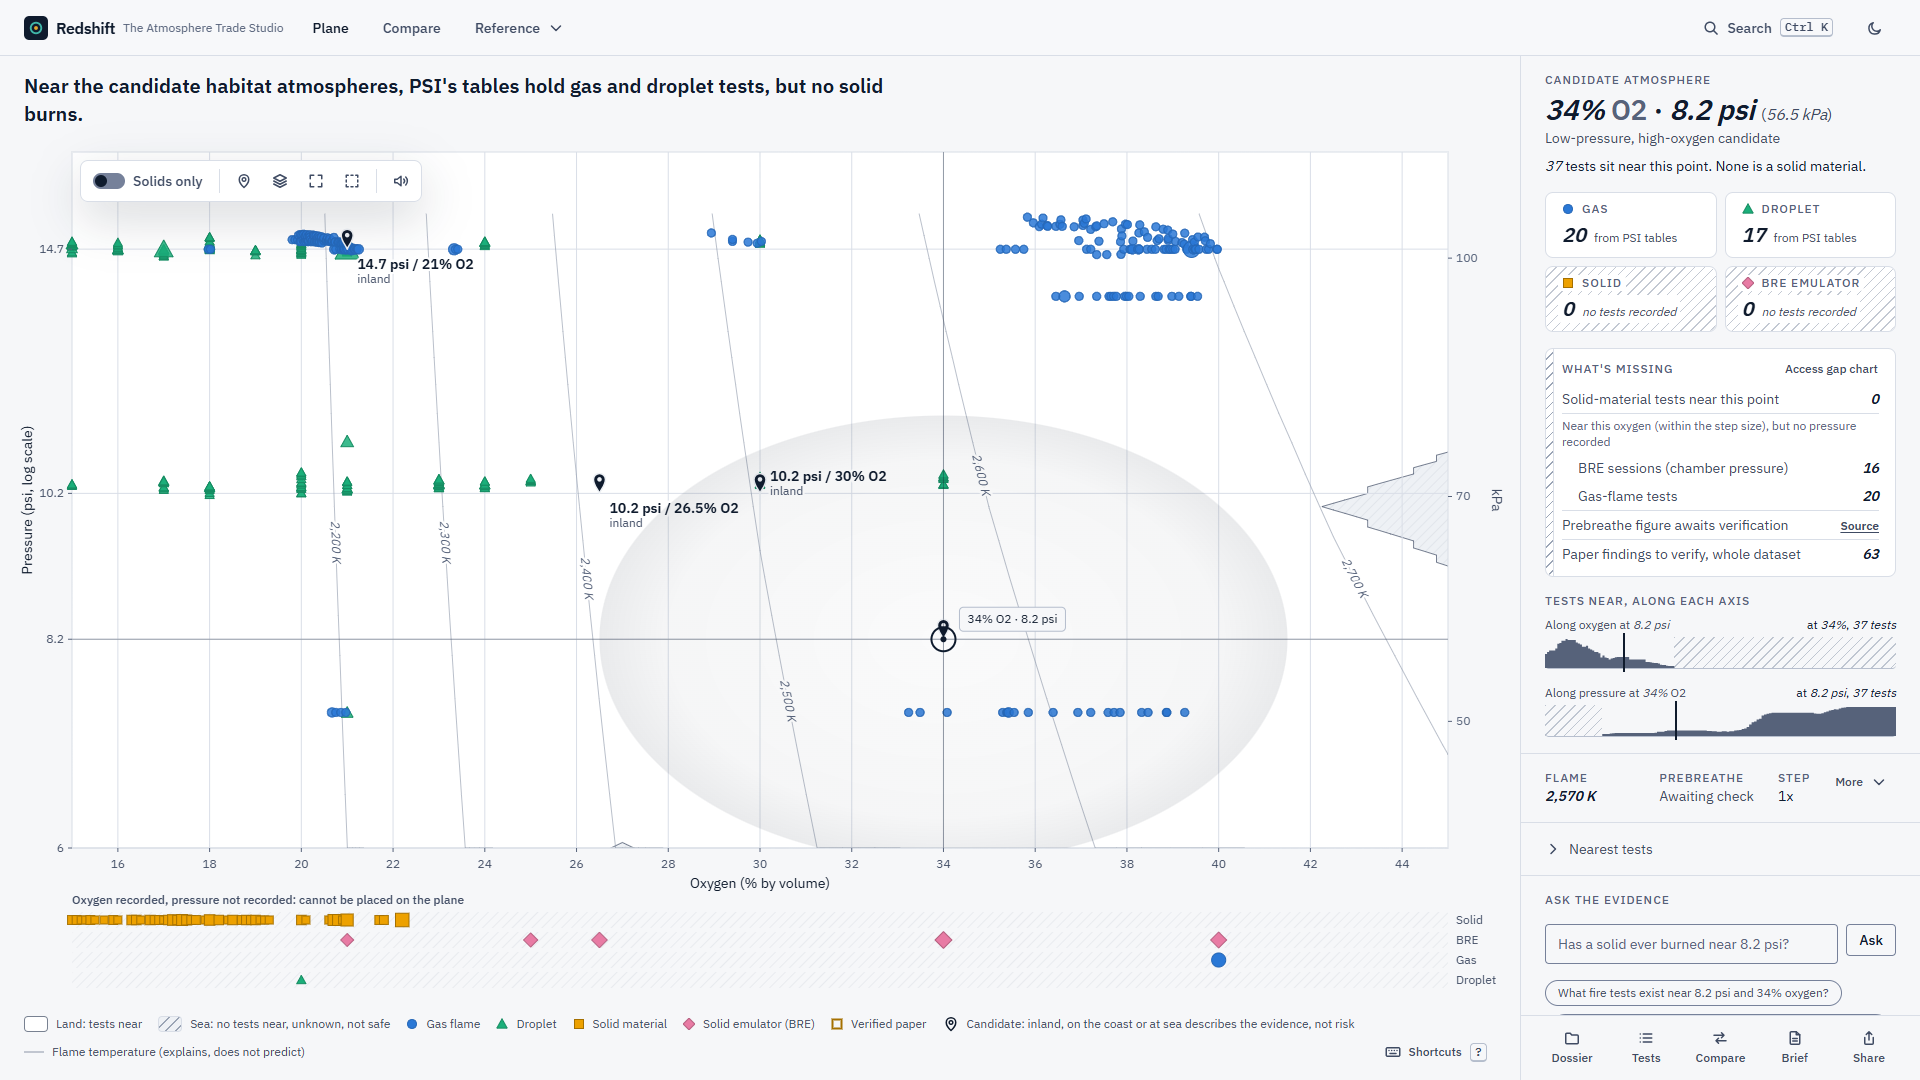 Redshift The Atmosphere Trade Studio Plane Compare Reference Search Ctrl K
Near the candidate habitat atmospheres, PSI's tables hold gas and droplet tests, but no solid
burns.
Solids only
14.7
10.2
8.2
6
Pressure (psi, log scale)
100
70
50
kPa
14.7 psi / 21% O2
inland
10.2 psi / 26.5% O2
inland
10.2 psi / 30% O2
inland
34% O2 · 8.2 psi
2,200 K
2,300 K
2,400 K
2,500 K
2,600 K
2,700 K
16 18 20 22 24 26 28 30 32 34 36 38 40 42 44
Oxygen (% by volume)
Oxygen recorded, pressure not recorded: cannot be placed on the plane
Solid
BRE
Gas
Droplet
Land: tests near Sea: no tests near, unknown, not safe Gas flame Droplet Solid material Solid emulator (BRE) Verified paper Candidate: inland, on the coast or at sea describes the evidence, not risk
Flame temperature (explains, does not predict) Shortcuts ?
CANDIDATE ATMOSPHERE
34% O2 · 8.2 psi (56.5 kPa)
Low-pressure, high-oxygen candidate
37 tests sit near this point. None is a solid material.
GAS
20 from PSI tables
DROPLET
17 from PSI tables
SOLID
0 no tests recorded
BRE EMULATOR
0 no tests recorded
WHAT'S MISSING Access gap chart
Solid-material tests near this point 0
Near this oxygen (within the step size), but no pressure
recorded
BRE sessions (chamber pressure) 16
Gas-flame tests 20
Prebreathe figure awaits verification Source
Paper findings to verify, whole dataset 63
TESTS NEAR, ALONG EACH AXIS
Along oxygen at 8.2 psi at 34%, 37 tests
Along pressure at 34% O2 at 8.2 psi, 37 tests
FLAME PREBREATHE STEP More
2,570 K Awaiting check 1x
Nearest tests
ASK THE EVIDENCE
Has a solid ever burned near 8.2 psi? Ask
What fire tests exist near 8.2 psi and 34% oxygen?
Dossier Tests Compare Brief Share